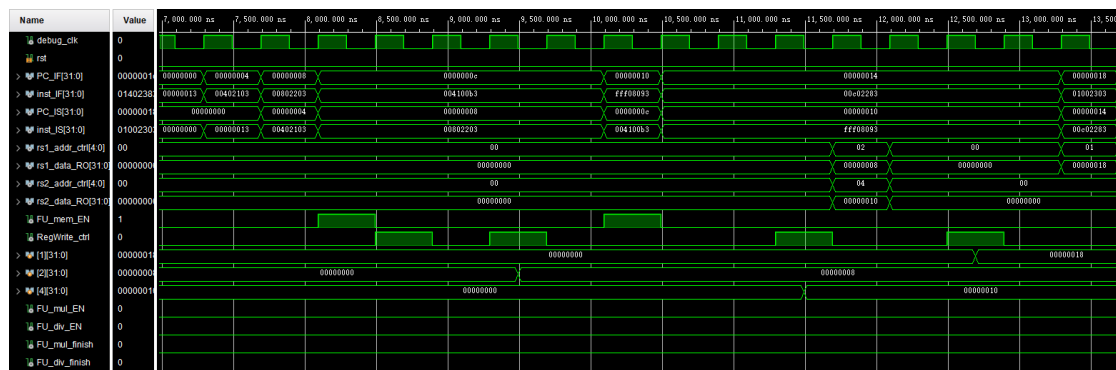 Name Value 7,000.000 ns 7,500.000 ns 8,000.000 ns 8,500.000 ns 9,000.000 ns 9,500.000 ns 10,000.000 ns 10,500.000 ns 11,000.000 ns 11,500.000 ns 12,000.000 ns 12,500.000 ns 13,000.000 ns 13,500
debug_clk 0
rst 0
PC_IF[31:0] 00000000 00000004 00000008 0000000c 00000010 00000014 00000018
inst_IF[31:0] 00000013 00402103 00802203 004100b3 fff08093 00c02283 01002303
PC_IS[31:0] 00000000 00000004 00000008 0000000c 00000010 00000014
inst_IS[31:0] 00000000 00000013 00402103 00802203 004100b3 fff08093 00c02283
rs1_addr_ctrl[4:0] 00 00 02 00 01
rs1_data_RO[31:0] 00000000 00000008 00000000 00000018
rs2_addr_ctrl[4:0] 00 00 04 00
rs2_data_RO[31:0] 00000000 00000010 00000000
FU_mem_EN 1
RegWrite_ctrl 0
[1][31:0] 00000000 00000018
[2][31:0] 00000000 00000008
[4][31:0] 00000000 00000010
FU_mul_EN 0
FU_div_EN 0
FU_mul_finish 0
FU_div_finish 0